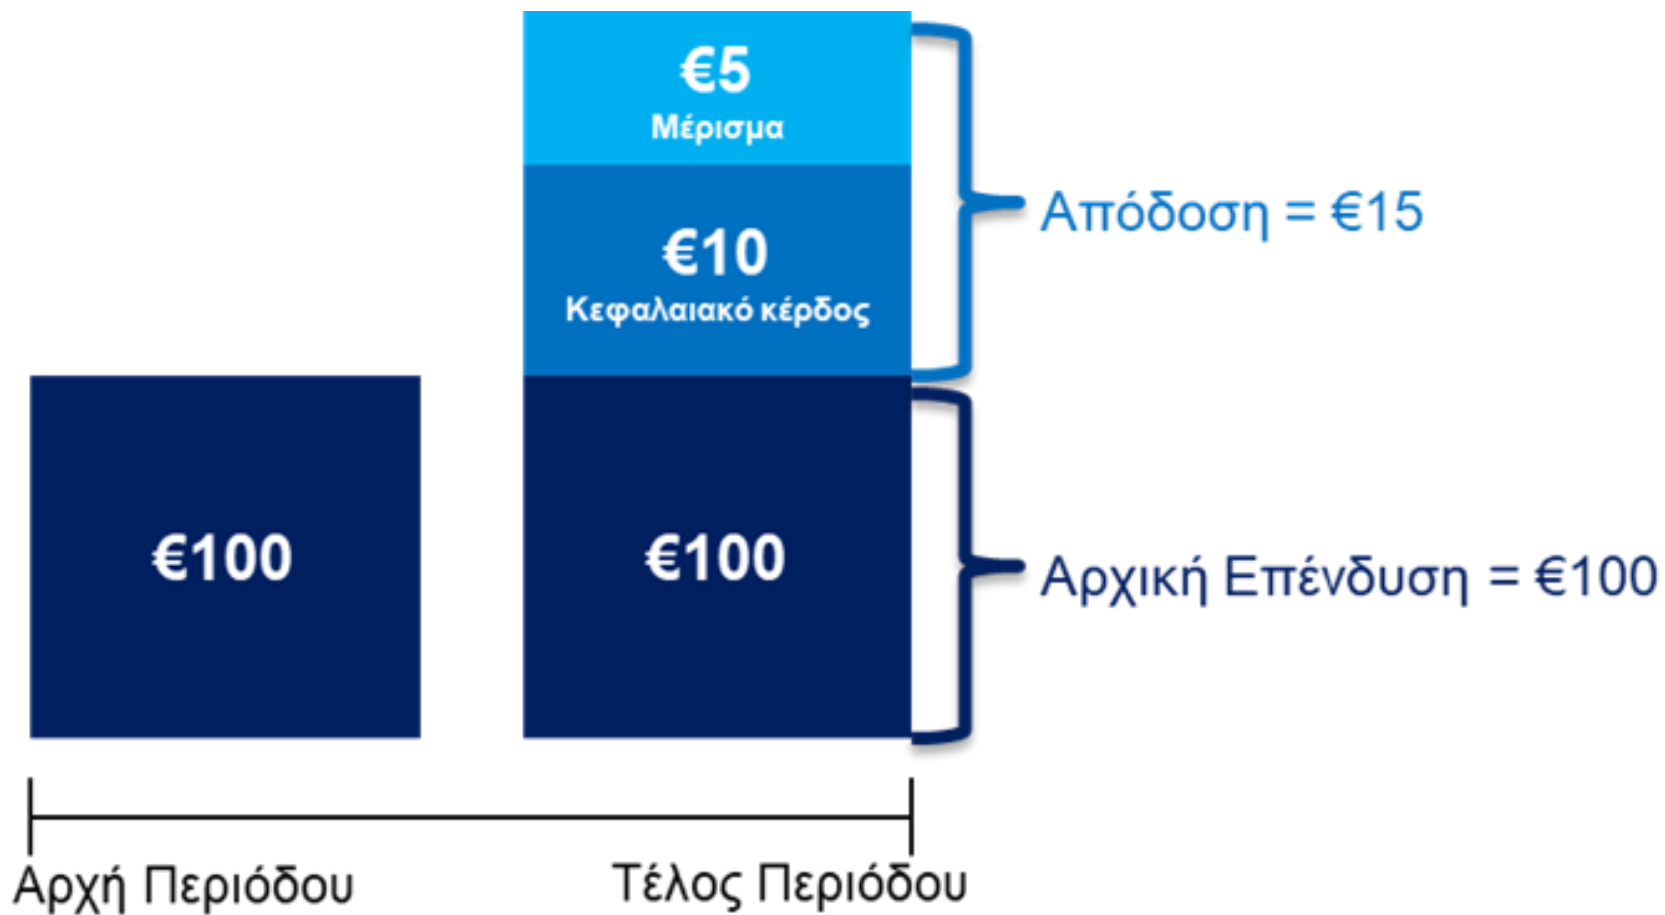 €5
Μέρισμα
€10
Κεφαλαιακό κέρδος
Απόδοση = €15
€100
€100
Αρχική Επένδυση = €100
Αρχή Περιόδου
Τέλος Περιόδου